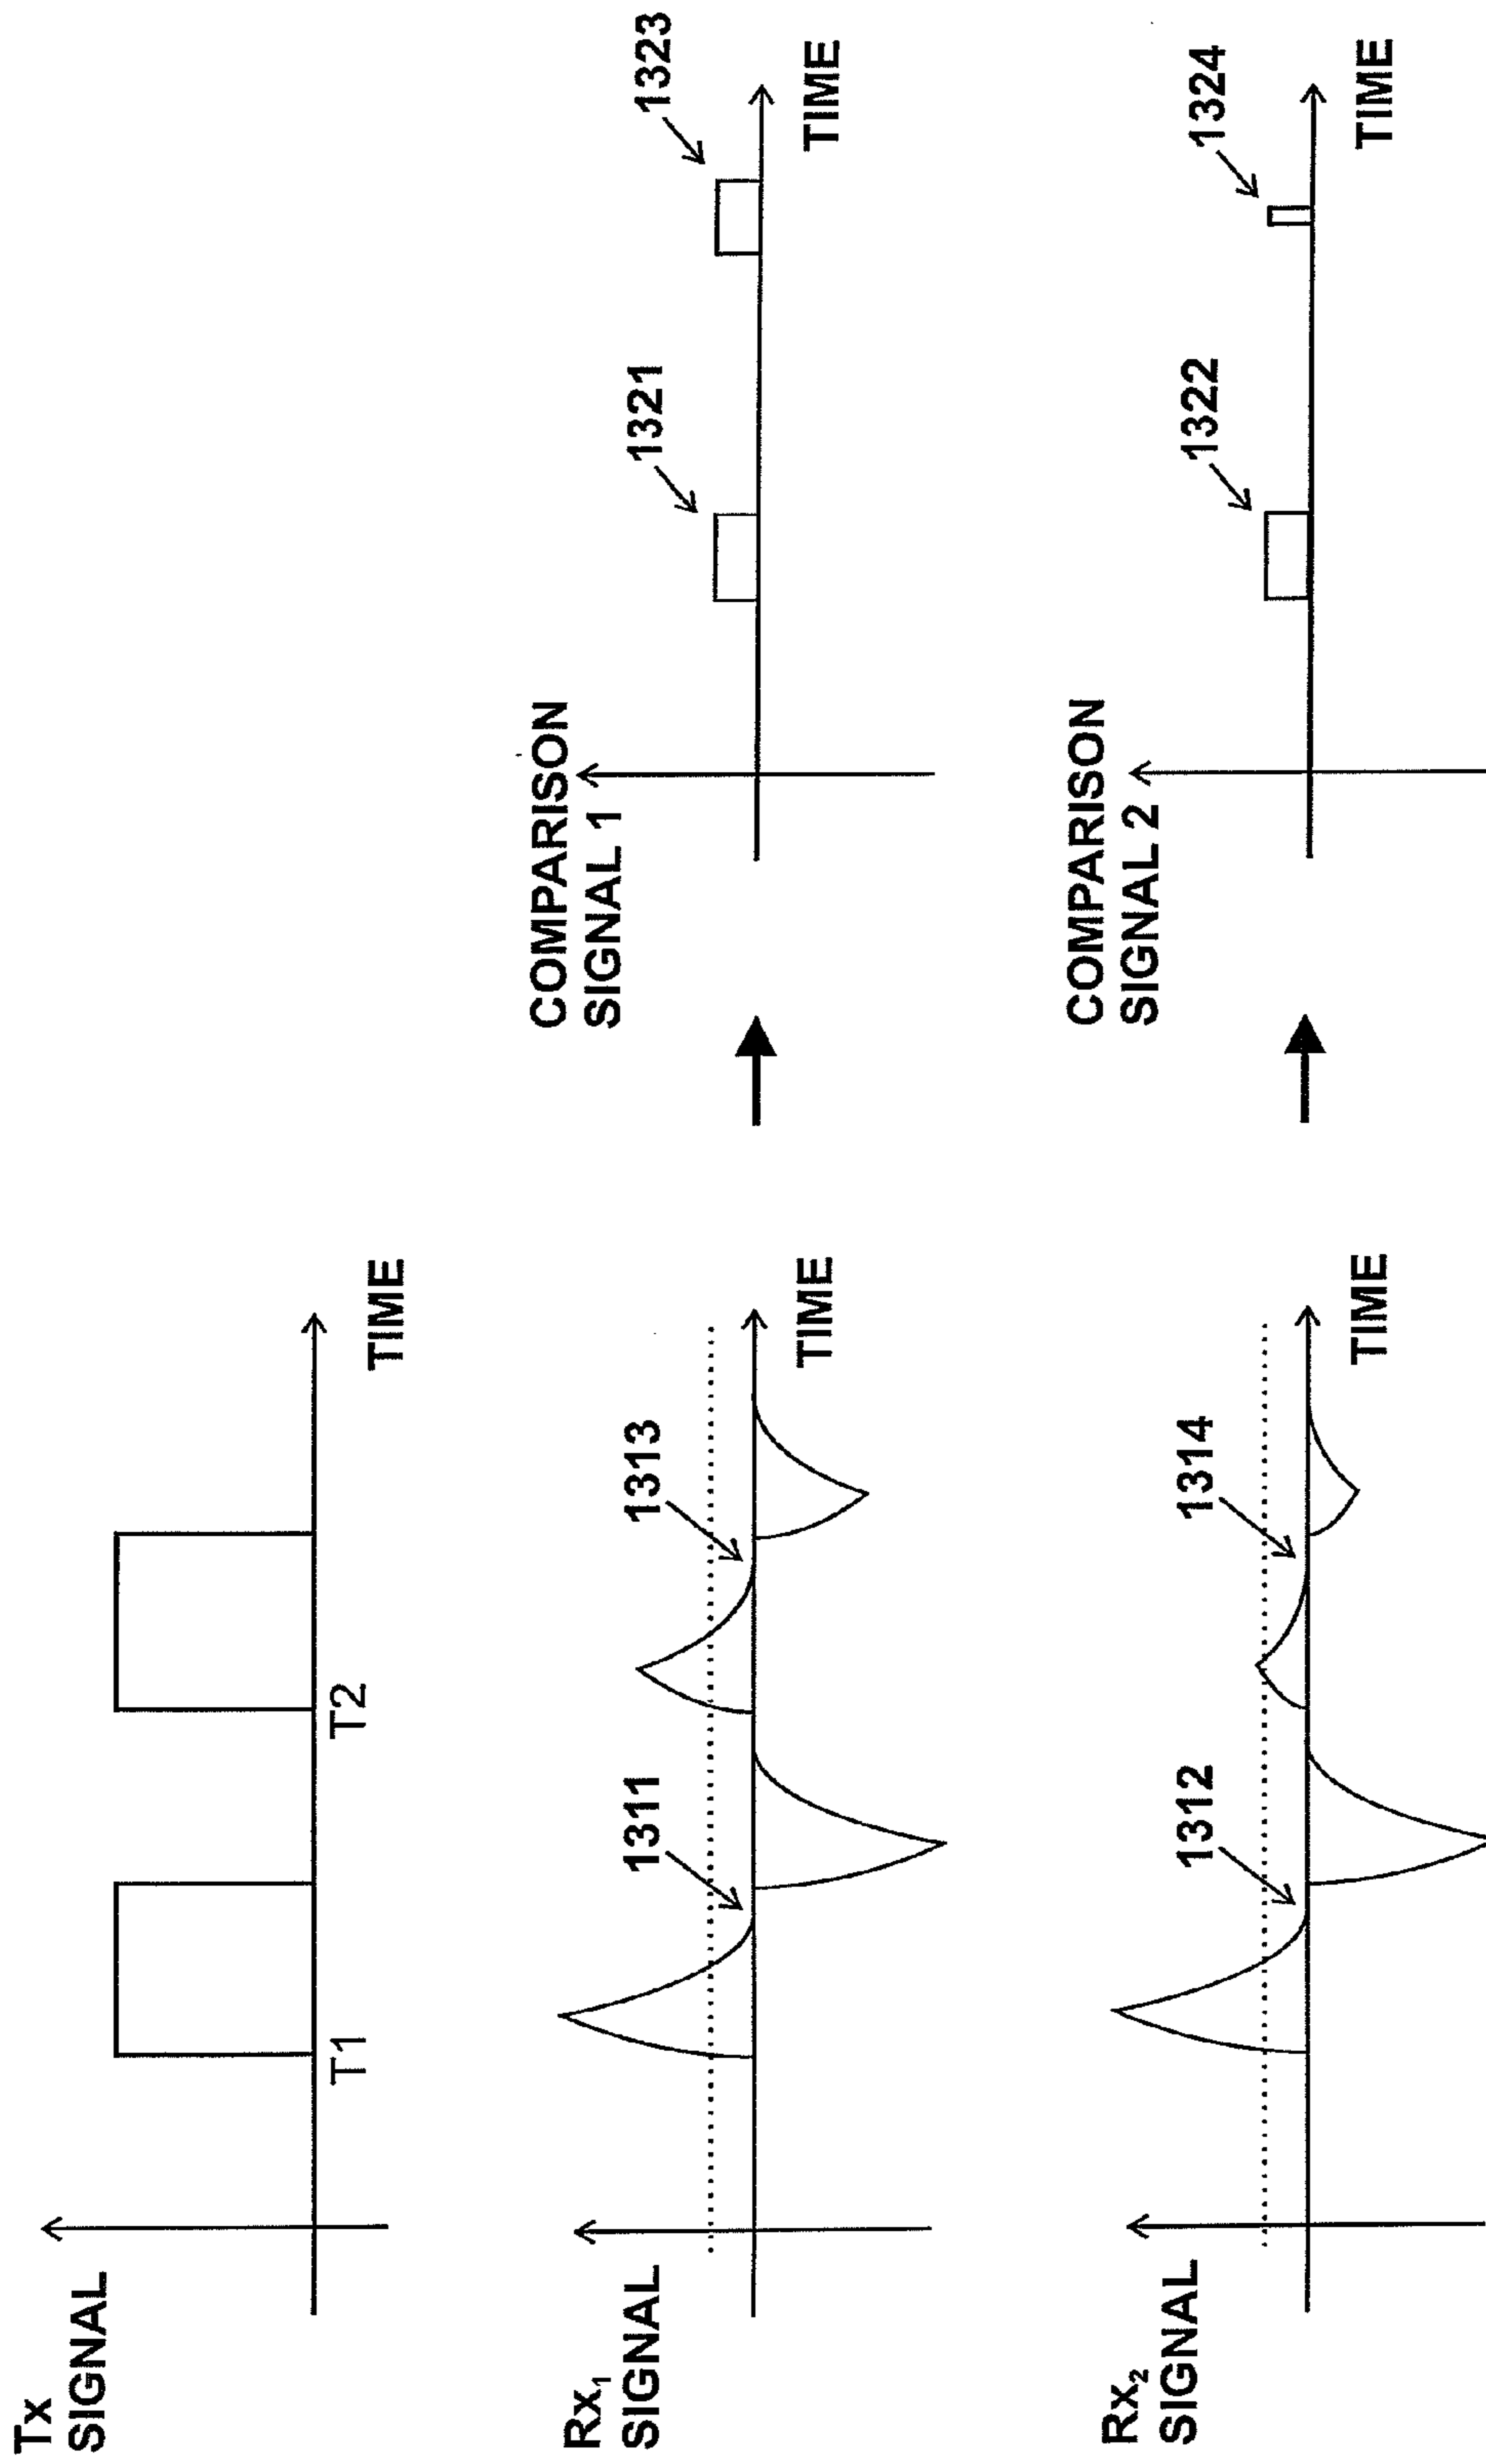 Tx
SIGNAL
T1
T2
TIME
Rx₁
SIGNAL
1311
1313
TIME
COMPARISON
SIGNAL 1
1321
1323
TIME
Rx₂
SIGNAL
1312
1314
TIME
COMPARISON
SIGNAL 2
1322
1324
TIME